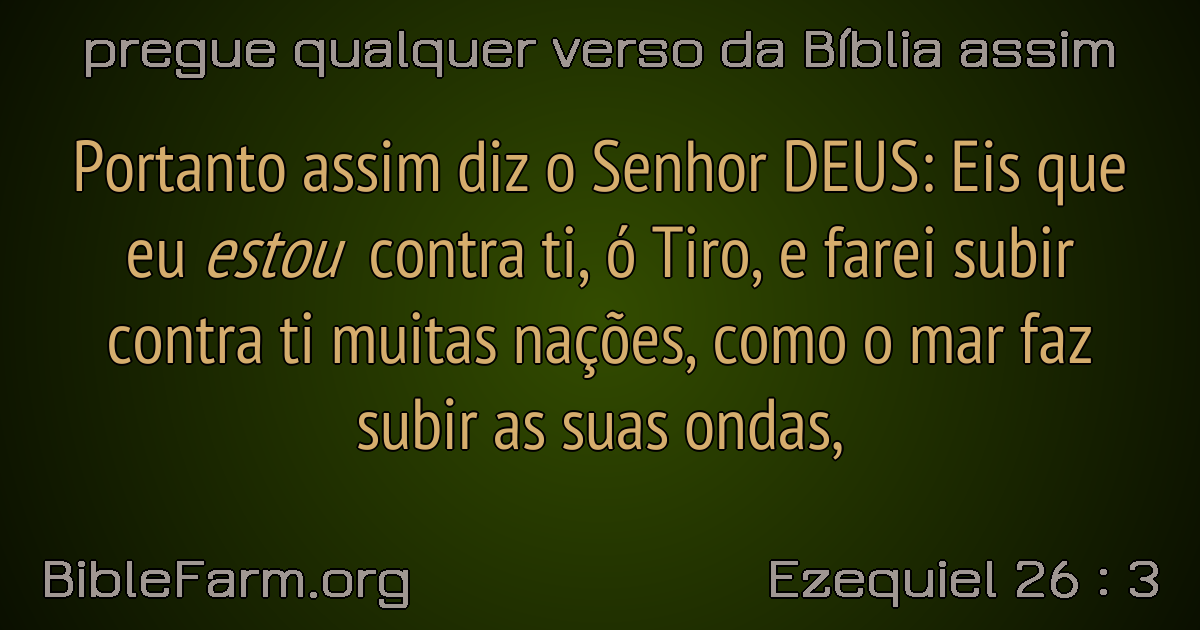 pregue qualquer verso da Bíblia assim
Portanto assim diz o Senhor DEUS: Eis que
eu estou contra ti, ó Tiro, e farei subir
contra ti muitas nações, como o mar faz
subir as suas ondas,
BibleFarm.org
Ezequiel 26 : 3